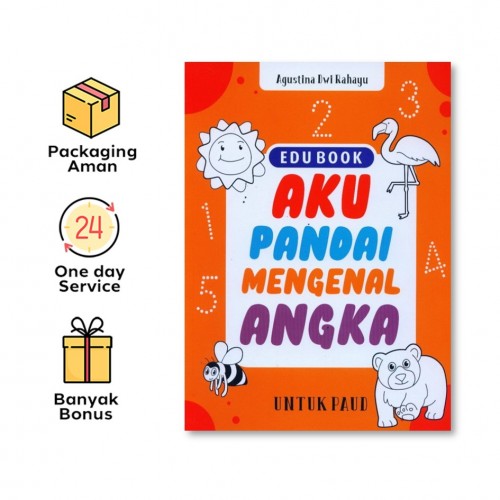 Packaging
Aman
24
One day
Service
Banyak
Bonus
Agustina Dwi Rahayu
2
3
EDU BOOK
AKU
PANDAI
MENGENAL
ANGKA
1
4
5
UNTUK PAUD